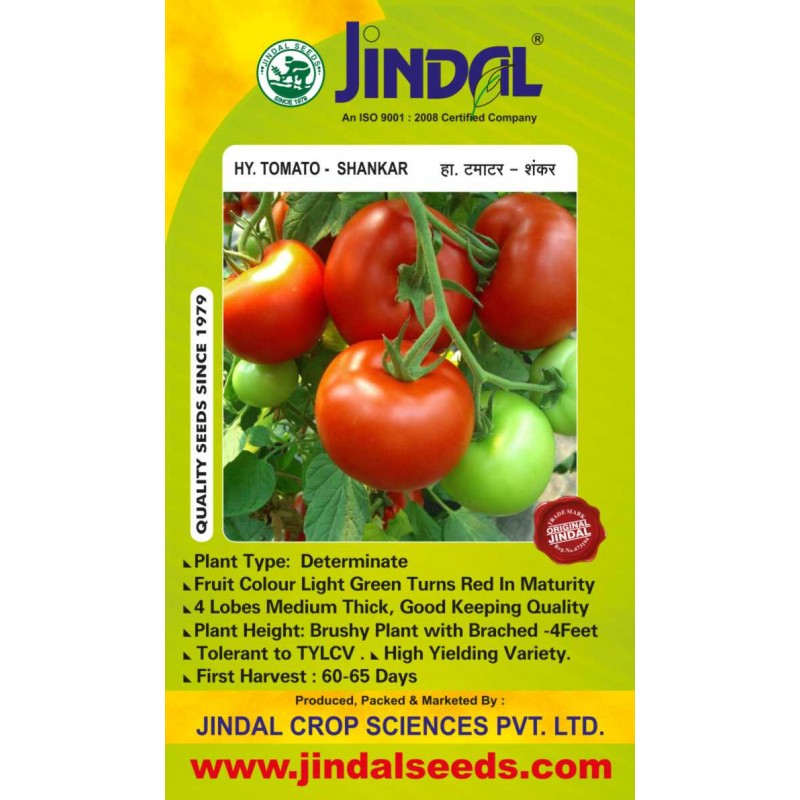 JINDAL SEEDS
SINCE 1979
JINDAL®
An ISO 9001 : 2008 Certified Company
HY. TOMATO - SHANKAR हा. टमाटर – शंकर
QUALITY SEEDS SINCE 1979
TRADE MARK
ORIGINAL
JINDAL
Plant Type: Determinate
Fruit Colour Light Green Turns Red In Maturity
4 Lobes Medium Thick, Good Keeping Quality
Plant Height: Brushy Plant with Brached -4Feet
Tolerant to TYLCV . High Yielding Variety.
First Harvest : 60-65 Days
Produced, Packed & Marketed By :
JINDAL CROP SCIENCES PVT. LTD.
www.jindalseeds.com